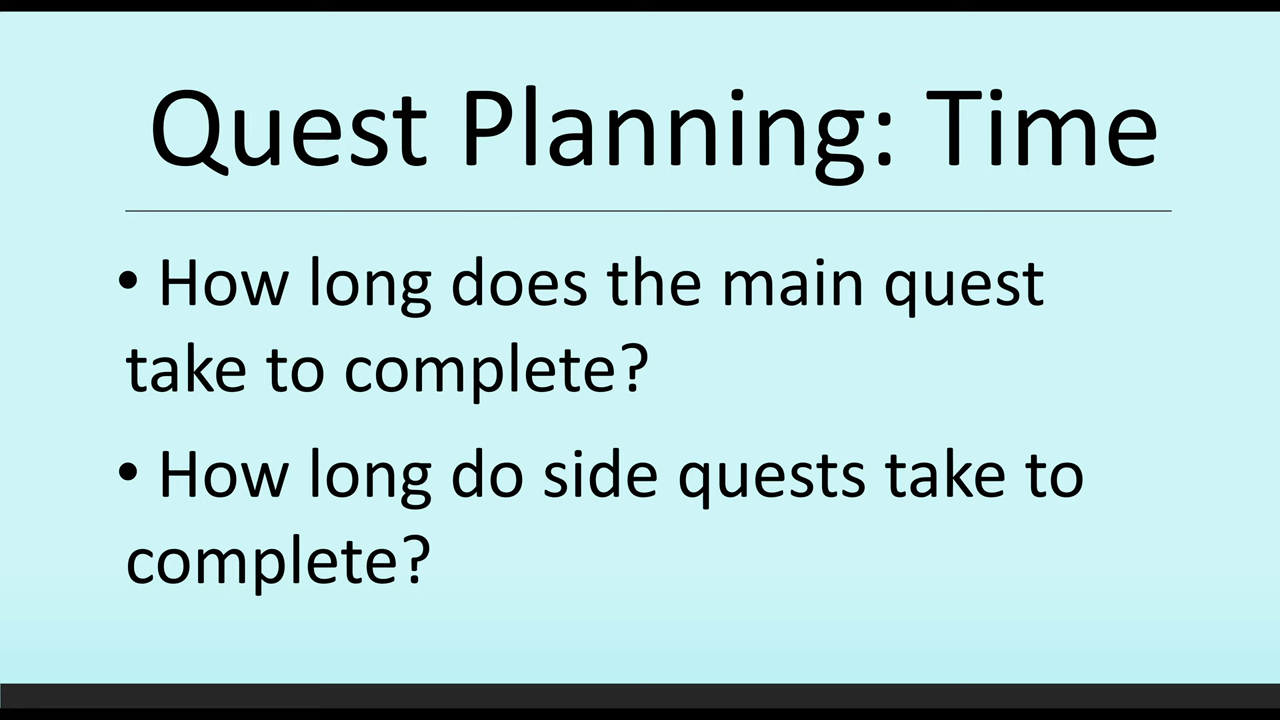 Quest Planning: Time
• How long does the main quest
take to complete?
• How long do side quests take to
complete?